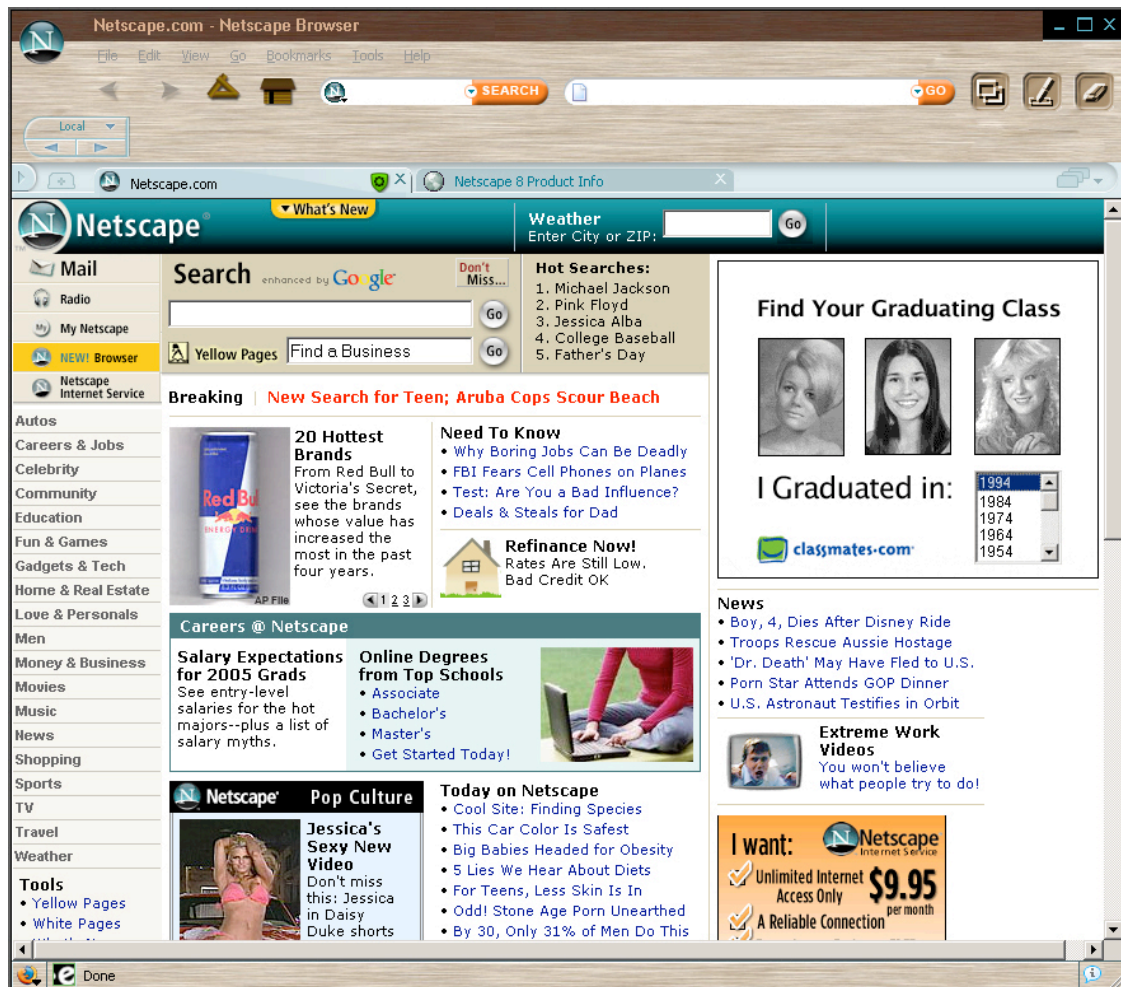 Netscape.com - Netscape Browser
File Edit View Go Bookmarks Tools Help
SEARCH
GO
Local
Netscape.com
Netscape 8 Product Info
N Netscape®
What's New
Weather
Enter City or ZIP:
Go
Mail
Radio
My Netscape
NEW! Browser
Netscape
Internet Service
Search enhanced by Google
Don't
Miss...
Go
Yellow Pages
Find a Business
Go
Hot Searches:
1. Michael Jackson
2. Pink Floyd
3. Jessica Alba
4. College Baseball
5. Father's Day
Breaking | New Search for Teen; Aruba Cops Scour Beach
Autos
Careers & Jobs
Celebrity
Community
Education
Fun & Games
Gadgets & Tech
Home & Real Estate
Love & Personals
Men
Money & Business
Movies
Music
News
Shopping
Sports
TV
Travel
Weather
Tools
• Yellow Pages
• White Pages
Red Bull
ENERGY DRINK
AP File
20 Hottest
Brands
From Red Bull to
Victoria's Secret,
see the brands
whose value has
increased the
most in the past
four years.
1 2 3
Need To Know
• Why Boring Jobs Can Be Deadly
• FBI Fears Cell Phones on Planes
• Test: Are You a Bad Influence?
• Deals & Steals for Dad
Refinance Now!
Rates Are Still Low.
Bad Credit OK
Careers @ Netscape
Salary Expectations
for 2005 Grads
See entry-level
salaries for the hot
majors--plus a list of
salary myths.
Online Degrees
from Top Schools
• Associate
• Bachelor's
• Master's
• Get Started Today!
N Netscape® Pop Culture
Jessica's
Sexy New
Video
Don't miss
this: Jessica
in Daisy
Duke shorts
Today on Netscape
• Cool Site: Finding Species
• This Car Color Is Safest
• Big Babies Headed for Obesity
• 5 Lies We Hear About Diets
• For Teens, Less Skin Is In
• Odd! Stone Age Porn Unearthed
• By 30, Only 31% of Men Do This
Find Your Graduating Class
I Graduated in:
1994
1984
1974
1964
1954
classmates.com
News
• Boy, 4, Dies After Disney Ride
• Troops Rescue Aussie Hostage
• 'Dr. Death' May Have Fled to U.S.
• Porn Star Attends GOP Dinner
• U.S. Astronaut Testifies in Orbit
Extreme Work
Videos
You won't believe
what people try to do!
I want:
N Netscape
Internet Service
Unlimited Internet
Access Only
$9.95
per month
A Reliable Connection
Done